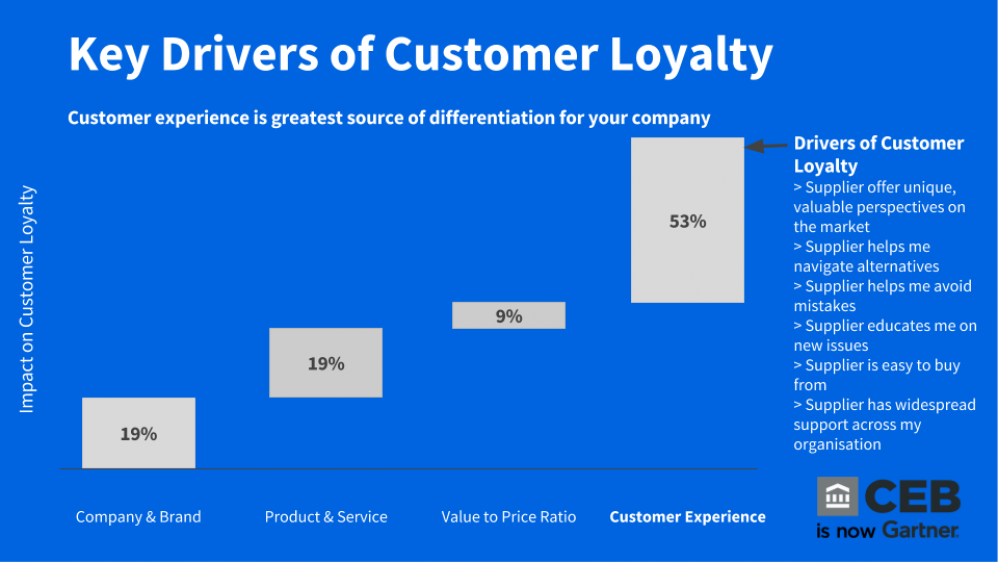 Key Drivers of Customer Loyalty
Customer experience is greatest source of differentiation for your company
Impact on Customer Loyalty
19%
19%
9%
53%
Company & Brand
Product & Service
Value to Price Ratio
Customer Experience
Drivers of Customer
Loyalty
> Supplier offer unique,
valuable perspectives on
the market
> Supplier helps me
navigate alternatives
> Supplier helps me avoid
mistakes
> Supplier educates me on
new issues
> Supplier is easy to buy
from
> Supplier has widespread
support across my
organisation
CEB
is now Gartner.